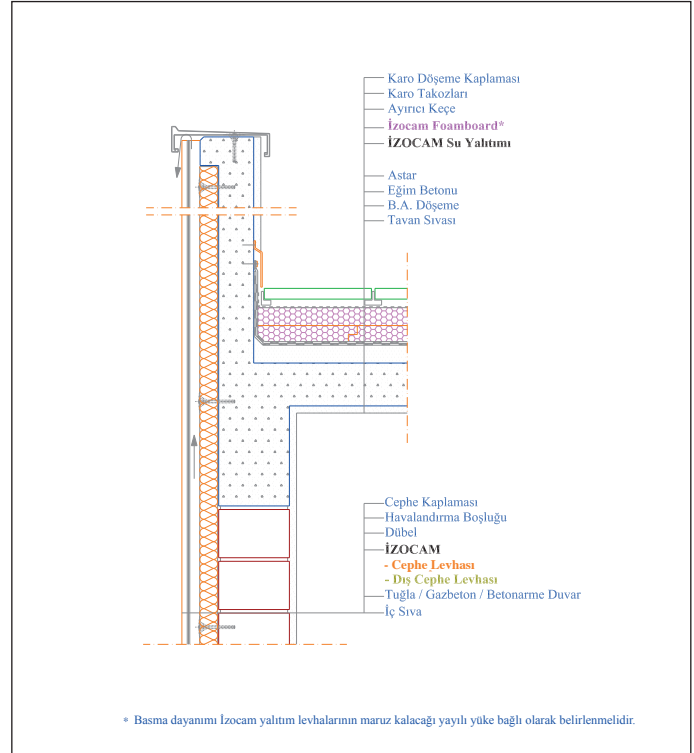 Karo Döşeme Kaplaması
Karo Takozları
Ayırıcı Keçe
İzocam Foamboard*
İZOCAM Su Yalıtımı
Astar
Eğim Betonu
B.A. Döşeme
Tavan Sıvası
Cephe Kaplaması
Havalandırma Boşluğu
Dübel
İZOCAM
- Cephe Levhası
- Dış Cephe Levhası
Tuğla / Gazbeton / Betonarme Duvar
İç Sıva
* Basma dayanımı İzocam yalıtım levhalarının maruz kalacağı yayılı yüke bağlı olarak belirlenmelidir.